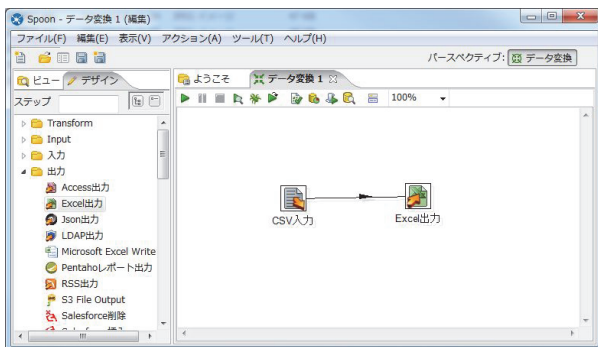 Spoon - データ変換 1 (編集)
ファイル(F) 編集(E) 表示(V) アクション(A) ツール(T) ヘルプ(H)
パースペクティブ: データ変換
ビュー デザイン
ようこそ データ変換 1
ステップ
100%
Transform
Input
入力
出力
Access出力
Excel出力
Json出力
LDAP出力
Microsoft Excel Write
Pentahoレポート出力
RSS出力
S3 File Output
Salesforce削除
CSV入力
Excel出力